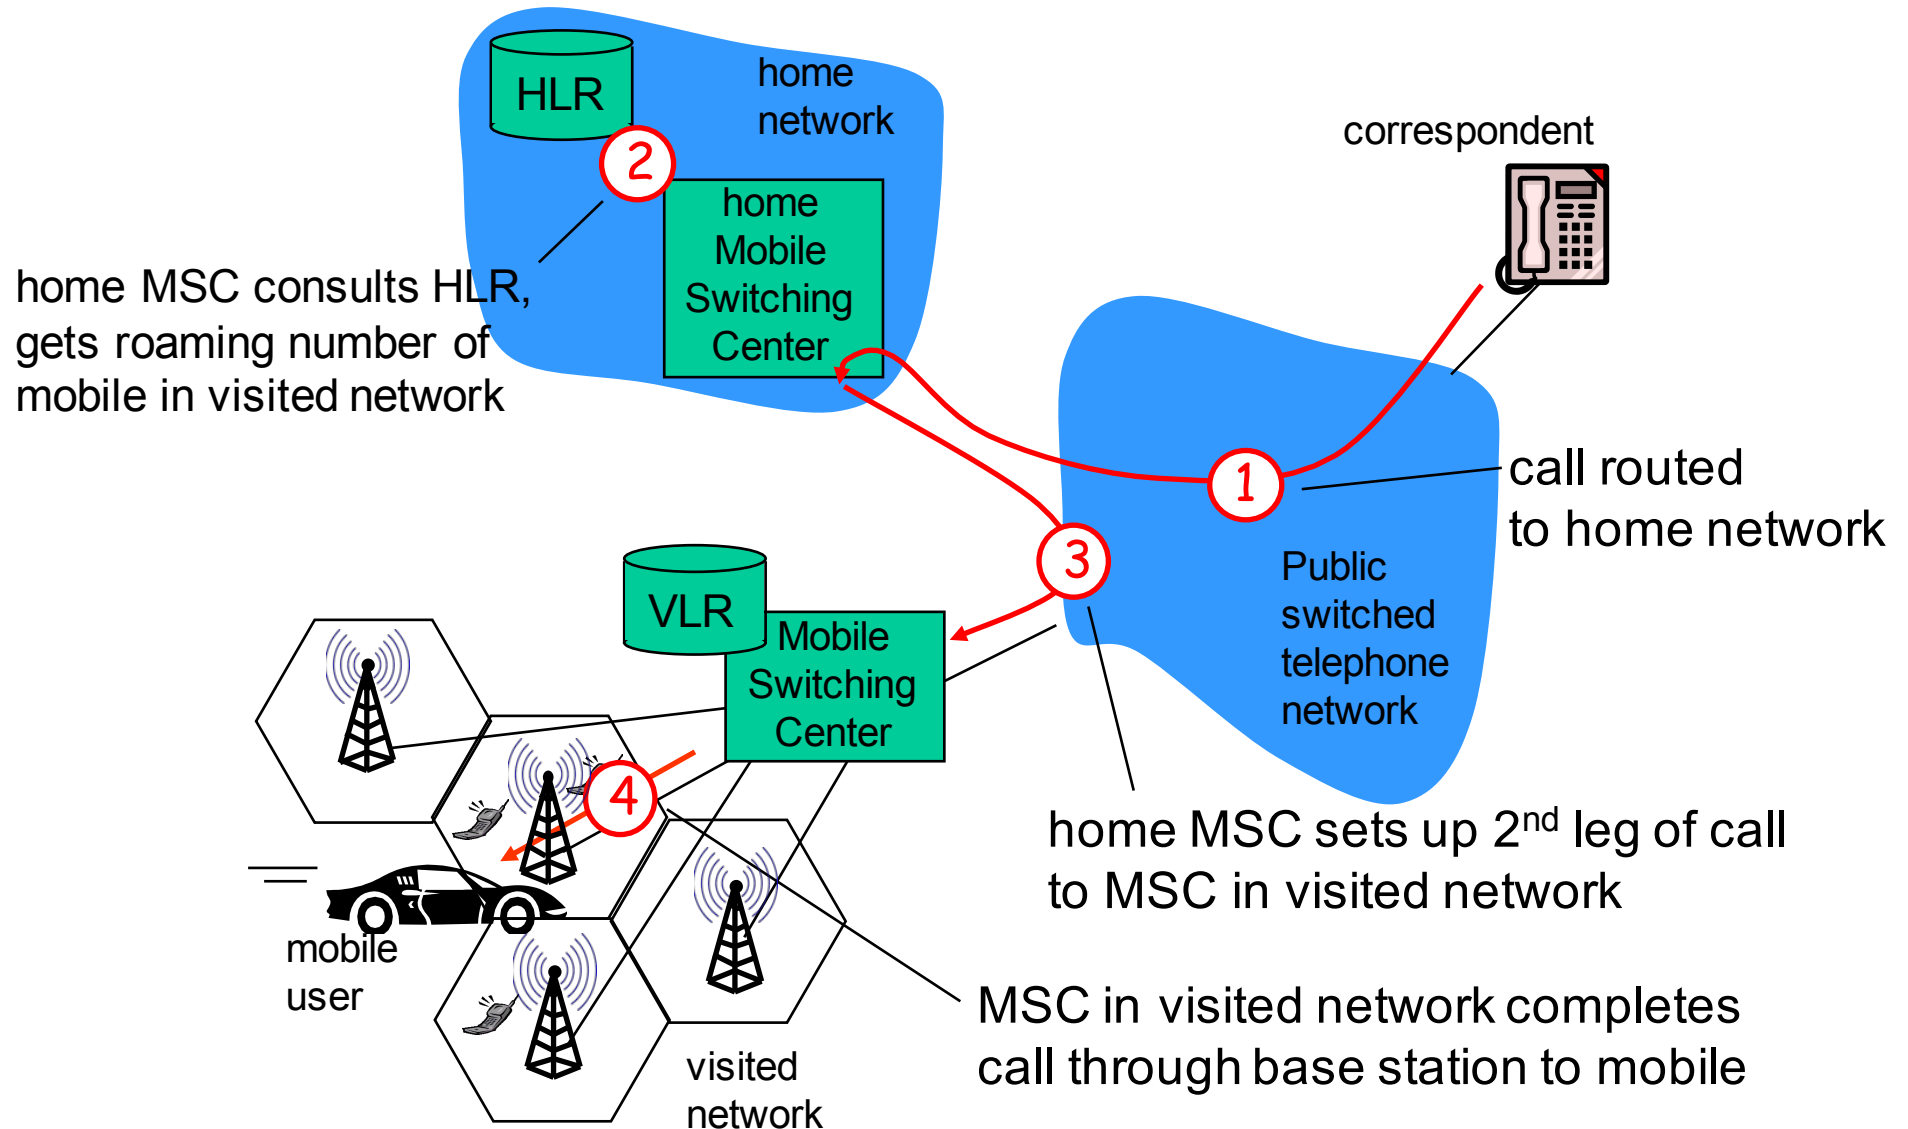 HLR
home
network
2
home
Mobile
Switching
Center
correspondent
home MSC consults HLR,
gets roaming number of
mobile in visited network
1
call routed
to home network
3
Public
switched
telephone
network
VLR
Mobile
Switching
Center
4
home MSC sets up 2nd leg of call
to MSC in visited network
mobile
user
MSC in visited network completes
call through base station to mobile
visited
network